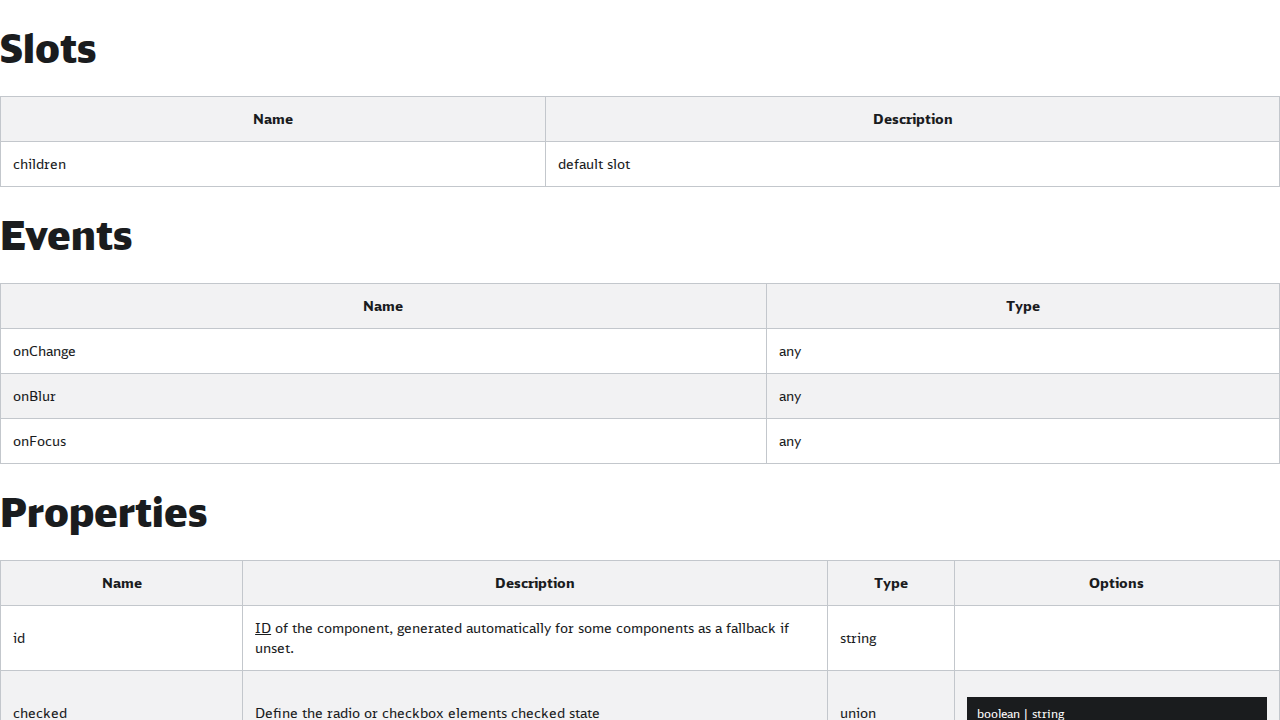 Slots
Name Description
children default slot
Events
Name Type
onChange any
onBlur any
onFocus any
Properties
Name Description Type Options
id ID of the component, generated automatically for some components as a fallback if unset. string
checked Define the radio or checkbox elements checked state union boolean | string